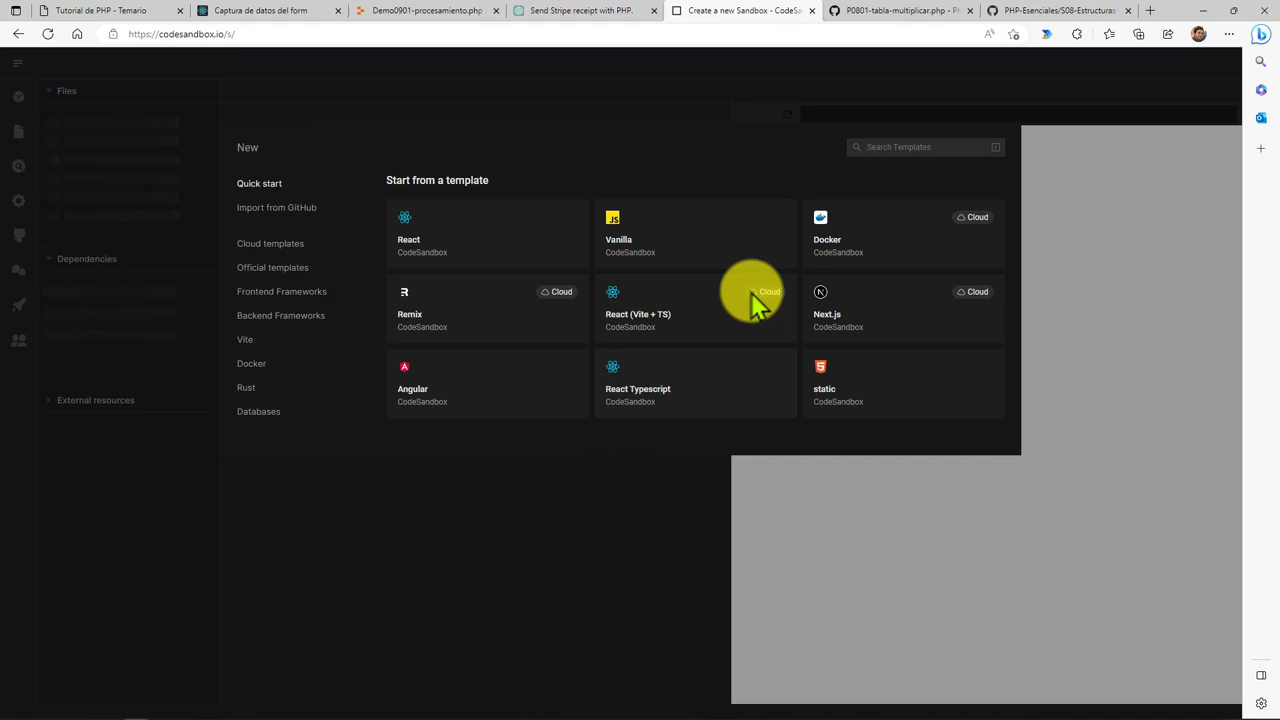 Tutorial de PHP - Temario
Captura de datos del form
Demo0901-procesamiento.php
Send Stripe receipt with PHP.
Create a new Sandbox - CodeSan
P0801-tabla-multiplicar.php · PH
PHP-Esenciales/S08-Estructuras-
https://codesandbox.io/s/
Files
New
Search Templates
/
Quick start
Start from a template
Import from GitHub
Cloud templates
Official templates
Frontend Frameworks
Backend Frameworks
Vite
Docker
Rust
Databases
React
CodeSandbox
JS
Vanilla
CodeSandbox
Cloud
Docker
CodeSandbox
Cloud
Remix
CodeSandbox
Cloud
React (Vite + TS)
CodeSandbox
Cloud
Next.js
CodeSandbox
Angular
CodeSandbox
React Typescript
CodeSandbox
static
CodeSandbox
Dependencies
External resources